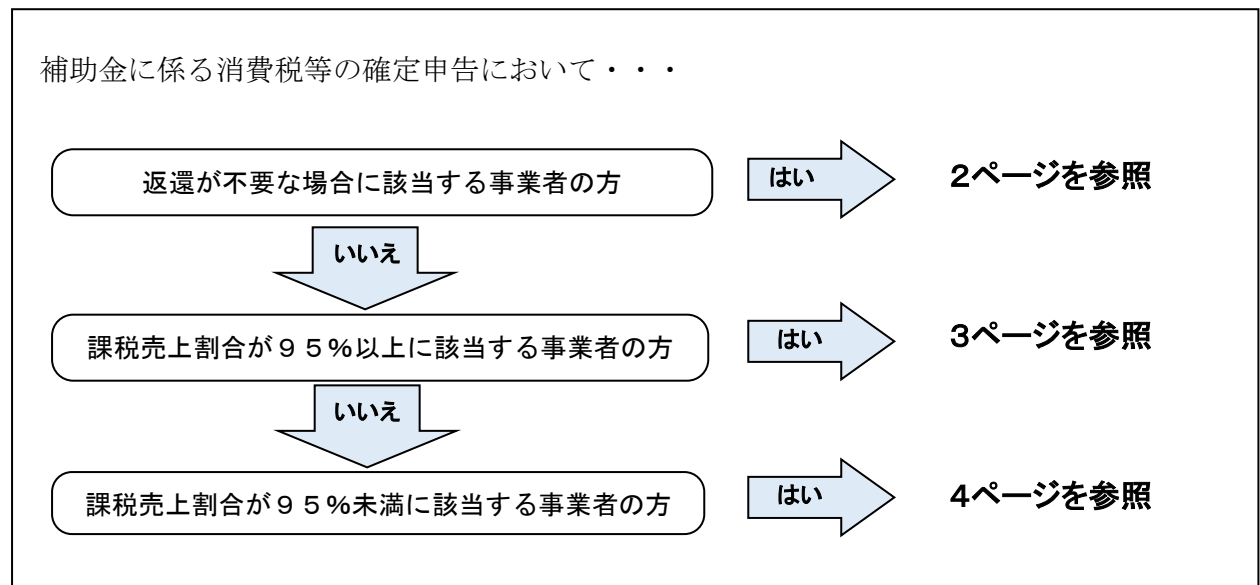 補助金に係る消費税等の確定申告において・・・
返還が不要な場合に該当する事業者の方
はい
2ページを参照
いいえ
課税売上割合が95%以上に該当する事業者の方
はい
3ページを参照
いいえ
課税売上割合が95%未満に該当する事業者の方
はい
4ページを参照